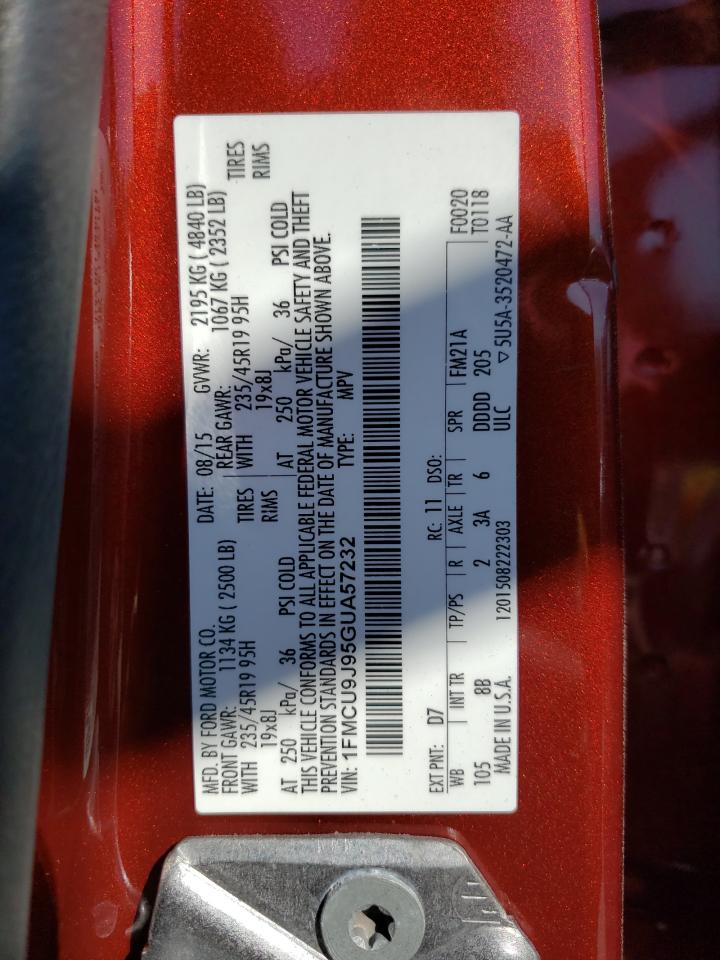 MFD. BY FORD MOTOR CO.
DATE: 08/15 GVWR: 2195 KG ( 4840 LB)
FRONT GAWR: 1134 KG ( 2500 LB) REAR GAWR: 1067 KG ( 2352 LB)
WITH 235/45R19 95H TIRES WITH 235/45R19 95H TIRES
19x8J RIMS 19x8J RIMS
AT 250 kPa/ 36 PSI COLD AT 250 kPa/ 36 PSI COLD
THIS VEHICLE CONFORMS TO ALL APPLICABLE FEDERAL MOTOR VEHICLE SAFETY AND THEFT
PREVENTION STANDARDS IN EFFECT ON THE DATE OF MANUFACTURE SHOWN ABOVE.
VIN: 1FMCU9J95GUA57232 TYPE: MPV
EXT PNT: D7 RC: 11 DSO: F0020
WB INT TR TP/PS R AXLE TR SPR FM21A T0118
105 8B 2 3A 6 DDDD 205
MADE IN U.S.A. 1201508222303 ULC ▽5U5A-3520472-AA